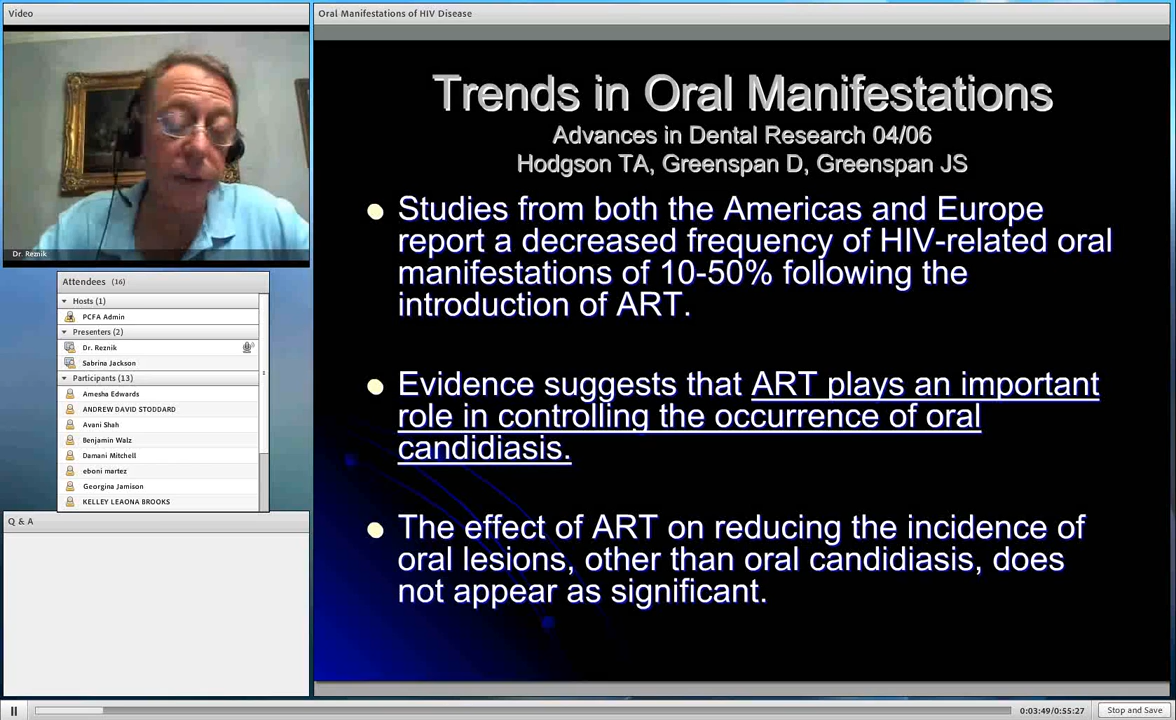 Video
Dr. Reznik
Attendees (16)
Hosts (1)
PCFA Admin
Presenters (2)
Dr. Reznik
Sabrina Jackson
Participants (13)
Amesha Edwards
ANDREW DAVID STODDARD
Avani Shah
Benjamin Walz
Damani Mitchell
eboni martez
Georgina Jamison
KELLEY LEAONA BROOKS
Q & A
Oral Manifestations of HIV Disease
Trends in Oral Manifestations
Advances in Dental Research 04/06
Hodgson TA, Greenspan D, Greenspan JS
Studies from both the Americas and Europe
report a decreased frequency of HIV-related oral
manifestations of 10-50% following the
introduction of ART.
Evidence suggests that ART plays an important
role in controlling the occurrence of oral
candidiasis.
The effect of ART on reducing the incidence of
oral lesions, other than oral candidiasis, does
not appear as significant.
0:03:49/0:55:27
Stop and Save